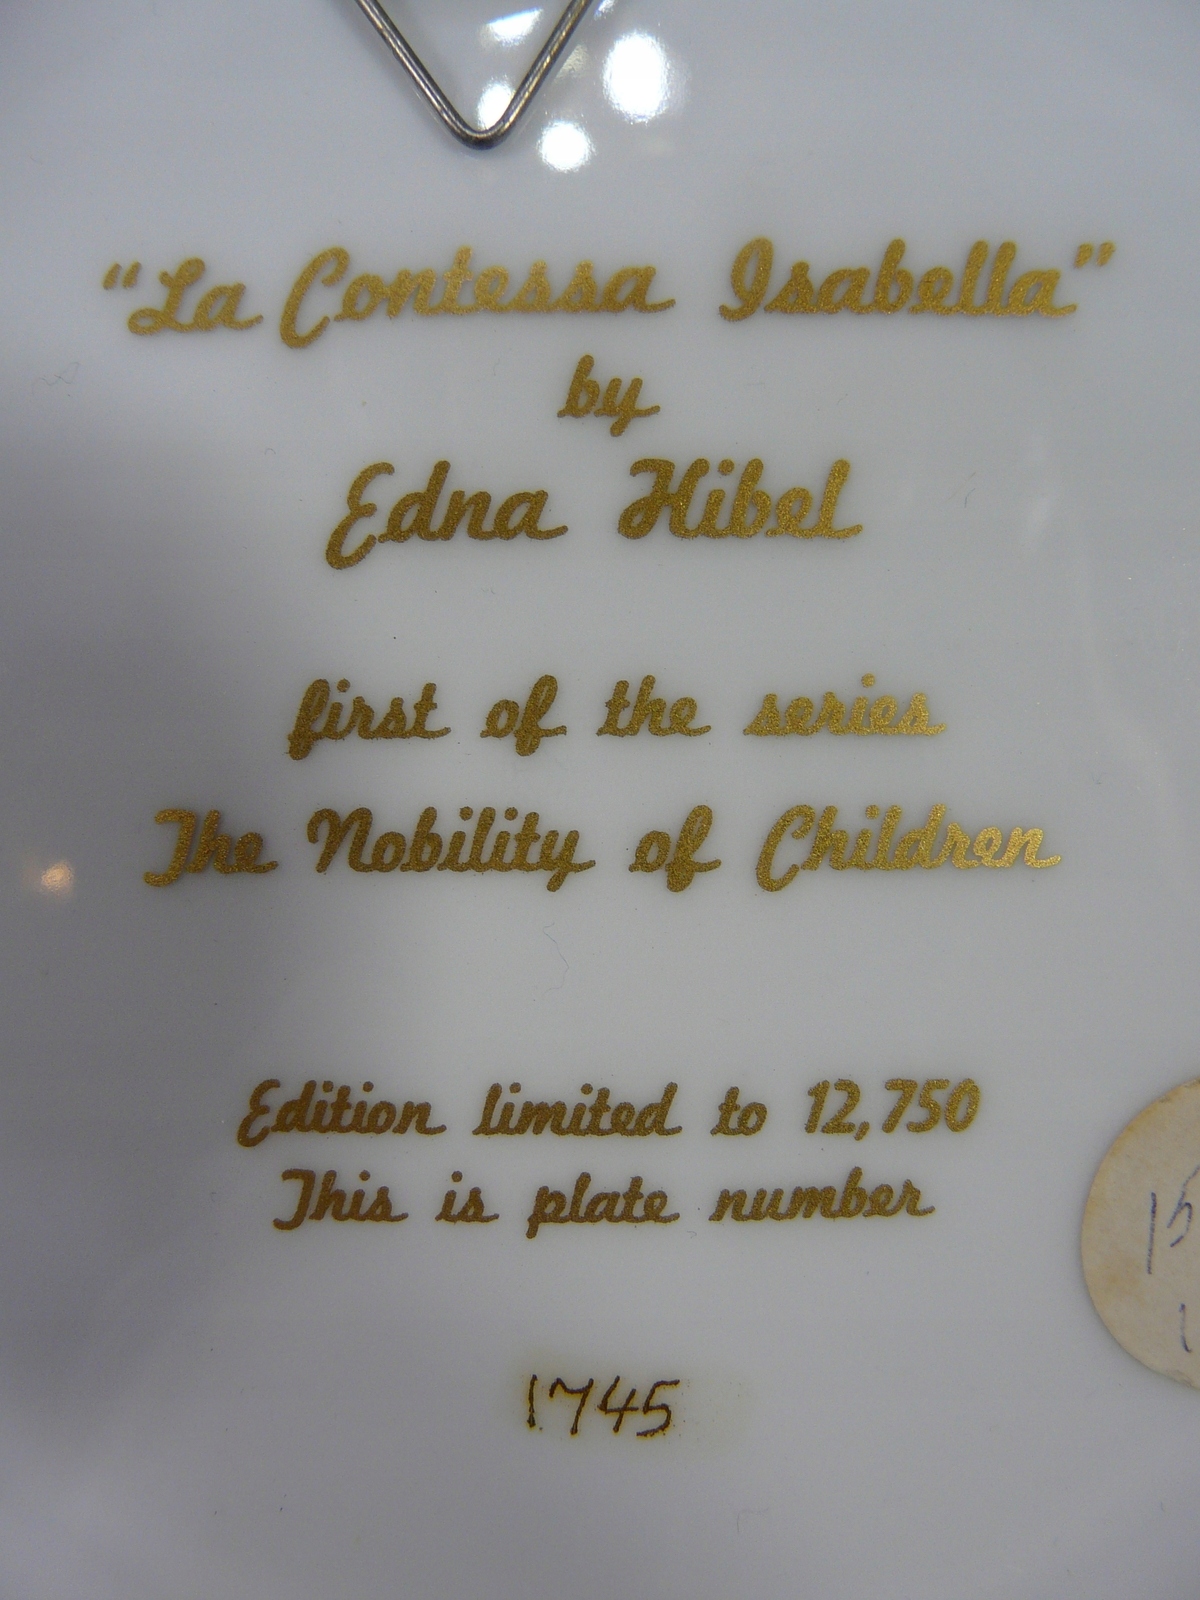 "La Contessa Isabella"
by
Edna Hibel
first of the series
The Nobility of Children
Edition limited to 12,750
This is plate number
1745